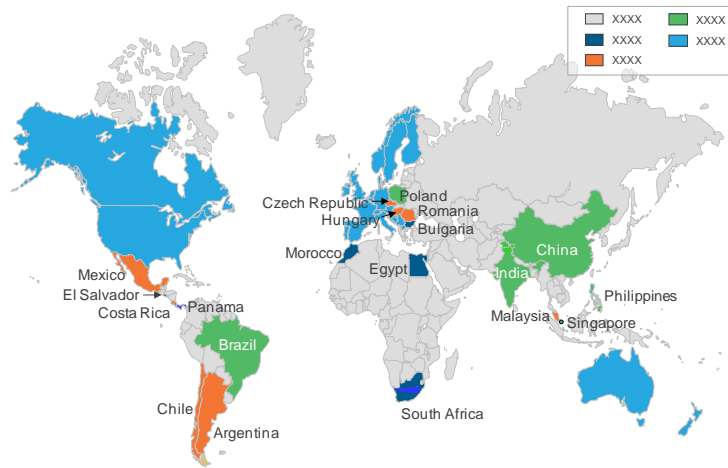 XXXX
XXXX
XXXX
XXXX
XXXX
Poland
Czech Republic
Romania
Hungary
Bulgaria
Morocco
Egypt
China
India
Mexico
El Salvador
Costa Rica
Panama
Philippines
Malaysia
Singapore
Brazil
Chile
Argentina
South Africa